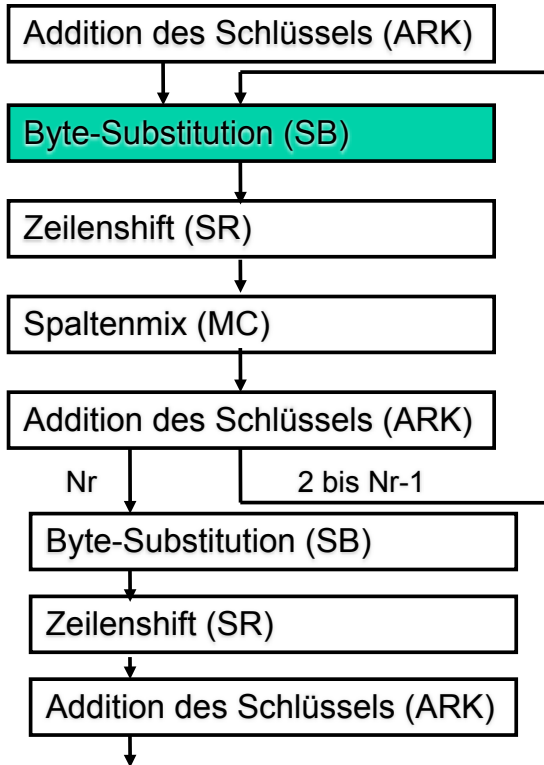 Addition des Schlüssels (ARK)
Byte-Substitution (SB)
Zeilenshift (SR)
Spaltenmix (MC)
Addition des Schlüssels (ARK)
Nr
2 bis Nr-1
Byte-Substitution (SB)
Zeilenshift (SR)
Addition des Schlüssels (ARK)